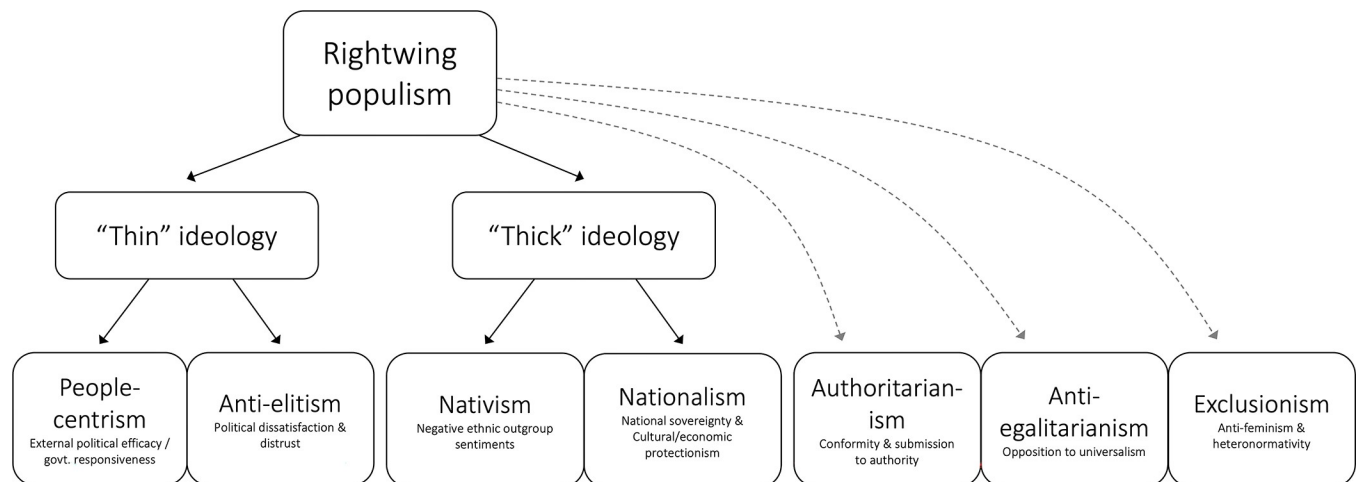 Rightwing
populism
“Thin” ideology
“Thick” ideology
People-
centrism
External political efficacy /
govt. responsiveness
Anti-elitism
Political dissatisfaction &
distrust
Nativism
Negative ethnic outgroup
sentiments
Nationalism
National sovereignty &
Cultural/economic
protectionism
Authoritarian-
ism
Conformity & submission
to authority
Anti-
egalitarianism
Opposition to universalism
Exclusionism
Anti-feminism &
heteronormativity